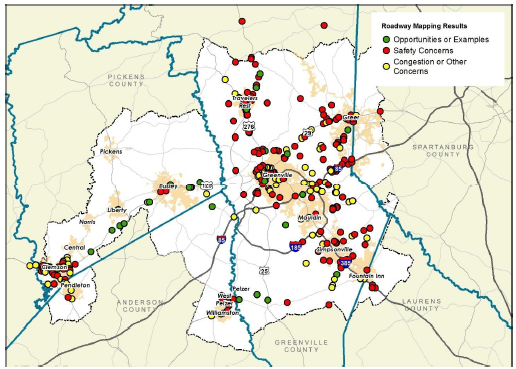 Roadway Mapping Results
Opportunities or Examples
Safety Concerns
Congestion or Other
Concerns
PICKENS
COUNTY
Travelers
Rest
276
29
Greer
SPARTANBURG
COUNTY
Pickens
85
Greenville
Easley
123
Liberty
Norris
Mauldin
Central
85
185
Simpsonville
Clemson
25
385
Fountain Inn
Pendleton
Pelzer
West
Pelzer
Williamston
ANDERSON
COUNTY
LAURENS
COUNTY
GREENVILLE
COUNTY